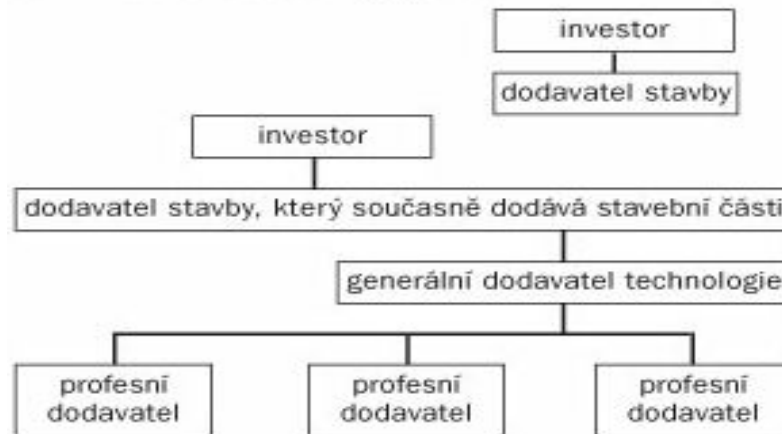 investor
dodavatel stavby
investor
dodavatel stavby, který současně dodává stavební části
generální dodavatel technologie
profesní
dodavatel
profesní
dodavatel
profesní
dodavatel